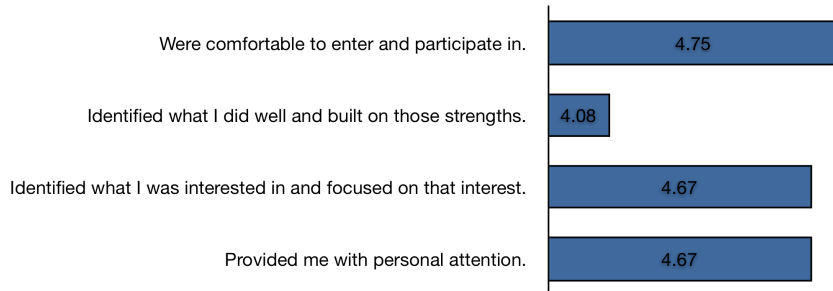 Were comfortable to enter and participate in. 4.75
Identified what I did well and built on those strengths. 4.08
Identified what I was interested in and focused on that interest. 4.67
Provided me with personal attention. 4.67